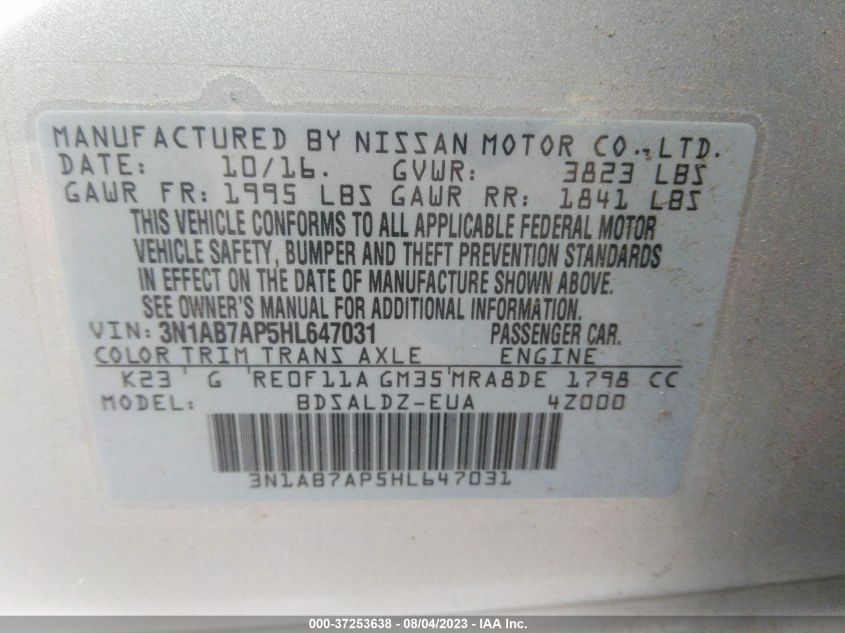 MANUFACTURED BY NISSAN MOTOR CO., LTD.
DATE: 10/16. GVWR: 3823 LBS
GAWR FR: 1995 LBS GAWR RR: 1841 LBS
THIS VEHICLE CONFORMS TO ALL APPLICABLE FEDERAL MOTOR
VEHICLE SAFETY, BUMPER AND THEFT PREVENTION STANDARDS
IN EFFECT ON THE DATE OF MANUFACTURE SHOWN ABOVE.
SEE OWNER'S MANUAL FOR ADDITIONAL INFORMATION.
VIN: 3N1AB7AP5HL647031 PASSENGER CAR.
COLOR TRIM TRANS AXLE ENGINE
K23 G RE0F11A GM35 MRA8DE 1798 CC
MODEL: BDSALDZ-EUA 4Z000
3N1AB7AP5HL647031
000-37253638 - 08/04/2023 - IAA Inc.